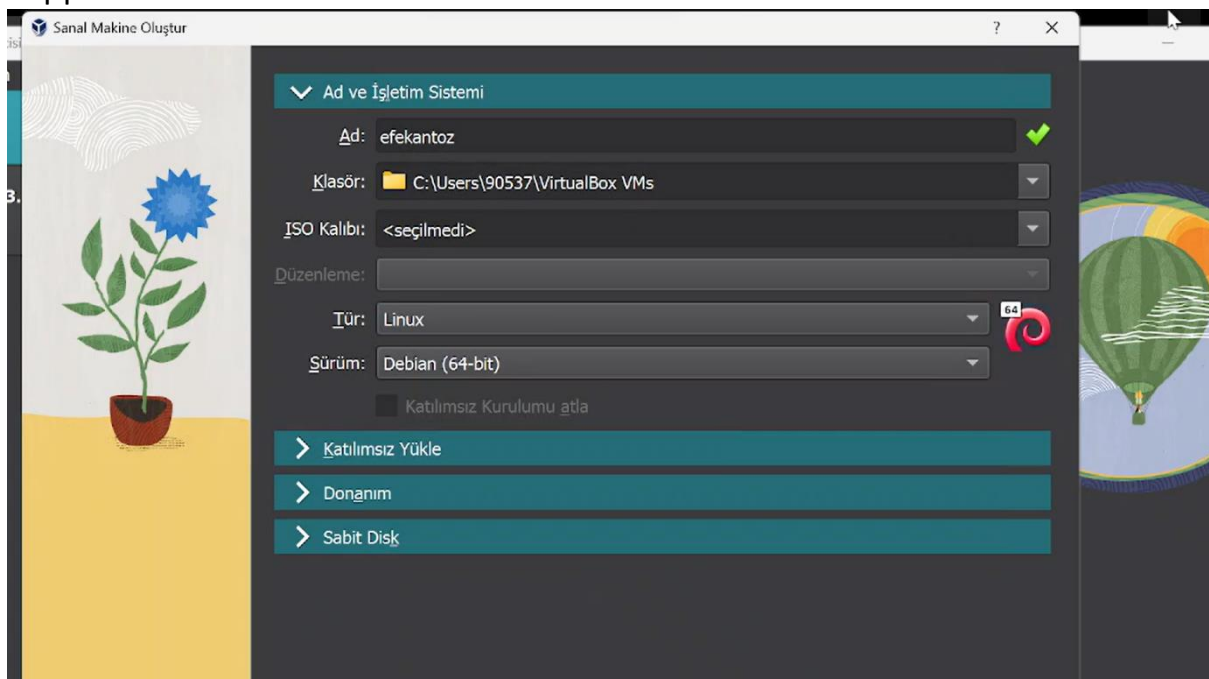 Sanal Makine Oluştur
Ad ve İşletim Sistemi
Ad: efekantoz
Klasör: C:\Users\90537\VirtualBox VMs
ISO Kalıbı: <seçilmedi>
Düzenleme:
Tür: Linux
64
Sürüm: Debian (64-bit)
Katılımsız Kurulumu atla
Katılımsız Yükle
Donanım
Sabit Disk